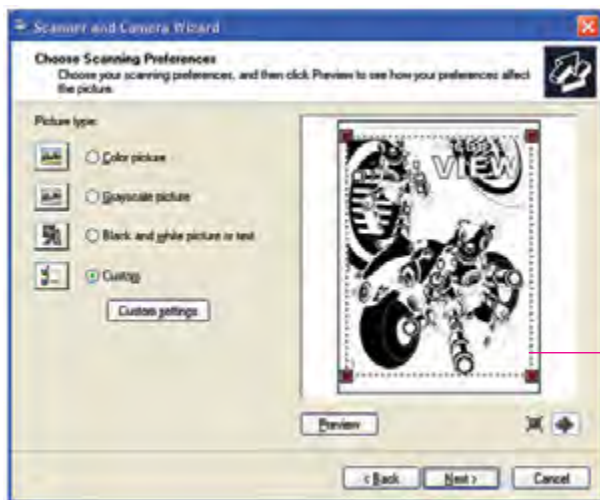 Scanner and Camera Wizard
Choose Scanning Preferences
Choose your scanning preferences, and then click Preview to see how your preferences affect
the picture.
Picture type:
Color picture
Grayscale picture
Black and white picture or text
Custom
Custom settings
VIEW
Preview
< Back
Next >
Cancel